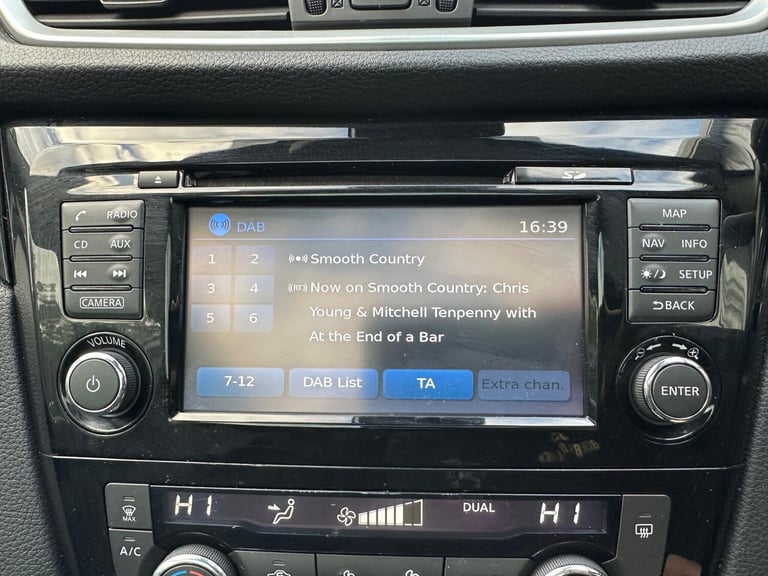 RADIO
CD AUX
CAMERA
VOLUME
DAB 16:39
1 2
3 4
5 6
Smooth Country
(RT) Now on Smooth Country: Chris
Young & Mitchell Tenpenny with
At the End of a Bar
7-12 DAB List TA Extra chan.
MAP
NAV INFO
SETUP
BACK
ENTER
MAX
A/C
HI DUAL HI